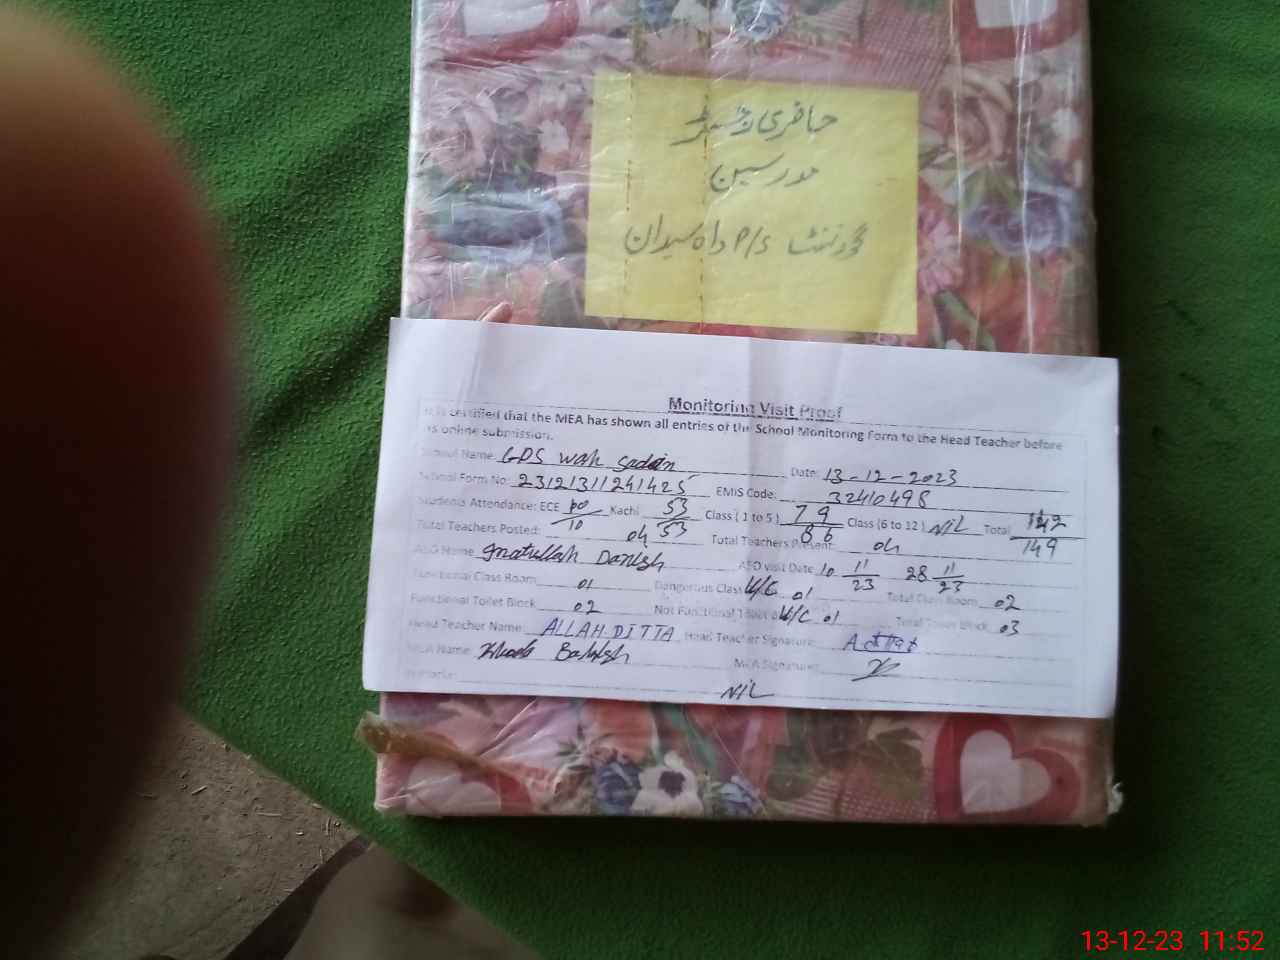 حاضری رجسٹر
مدرسین
گورنمنٹ P/S واہ سیدان
Monitoring Visit Proof
It is certified that the MEA has shown all entries of the School Monitoring Form to the Head Teacher before
its online submission.
School Name: GPS wah Sadan Date: 13-12-2023
School Form No: 23121311241425 EMIS Code: 32410498
Students Attendance: ECE 10/10 Kachi 53/53 Class (1 to 5) 79/86 Class (6 to 12) NIL Total 142/149
Total Teachers Posted: 04 Total Teachers Present: 04
AEO Name: Inatullah Danish AEO visit Date 10 11/23 28 11/23
Functional Class Room: 01 Dangerous Class U/C 01 Total Class Room 02
Functional Toilet Block 02 Not Functional Toilet U/C 01 Total Toilet Block 03
Head Teacher Name: ALLAH DITTA Head Teacher Signature:
MEA Name: MEA Signature:
Remarks: NIL
13-12-23 11:52